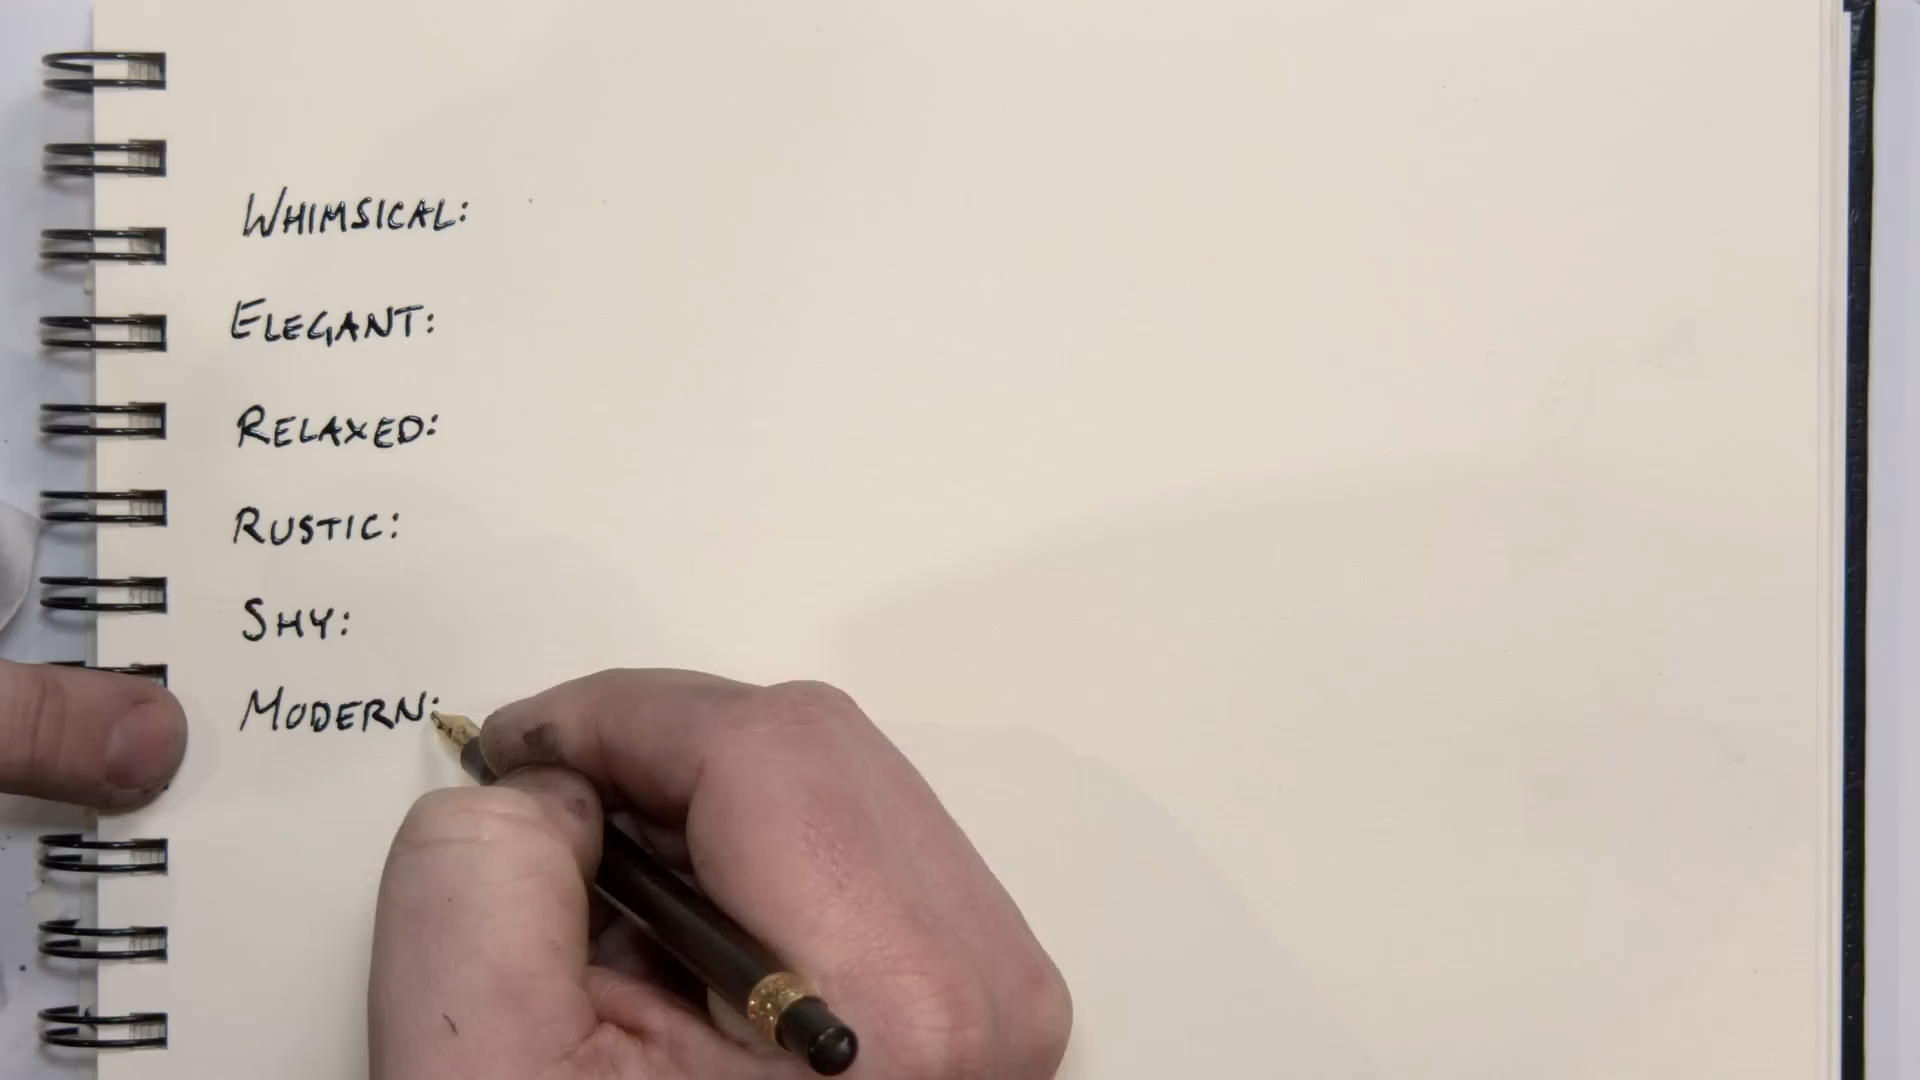 WHIMSICAL:
ELEGANT:
RELAXED:
RUSTIC:
SHY:
MODERN: